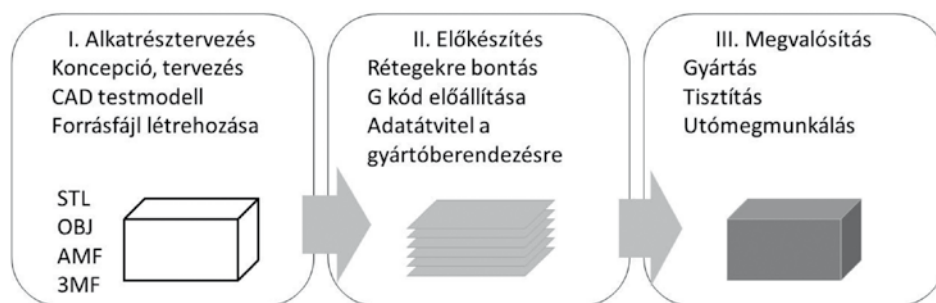 I. Alkatrésztervezés
Koncepció, tervezés
CAD testmodell
Forrásfájl létrehozása
STL
OBJ
AMF
3MF
II. Előkészítés
Rétegekre bontás
G kód előállítása
Adatátvitel a
gyártóberendezésre
III. Megvalósítás
Gyártás
Tisztítás
Utómegmunkálás